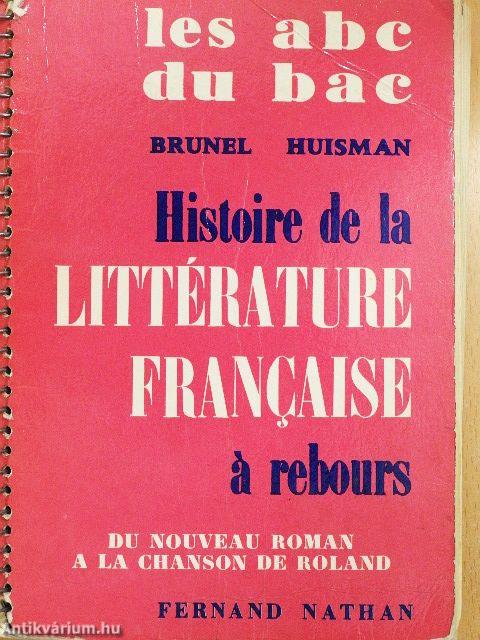 les abc
du bac
BRUNEL HUISMAN
Histoire de la
LITTÉRATURE
FRANÇAISE
à rebours
DU NOUVEAU ROMAN
A LA CHANSON DE ROLAND
FERNAND NATHAN
Antikvárium.hu